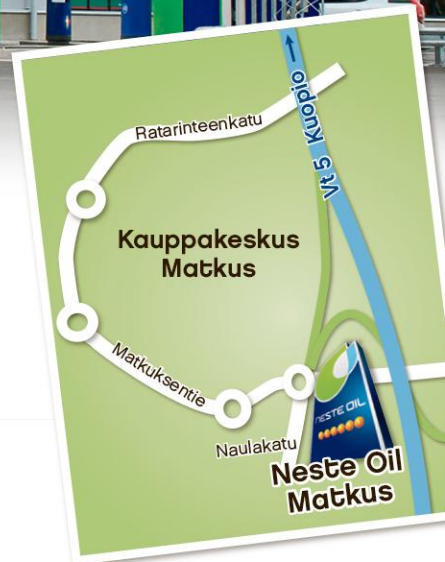 Ratarinteenkatu
Vt 5 Kuopio
Kauppakeskus
Matkus
Matkuksentie
Naulakatu
NESTE OIL
Neste Oil
Matkus